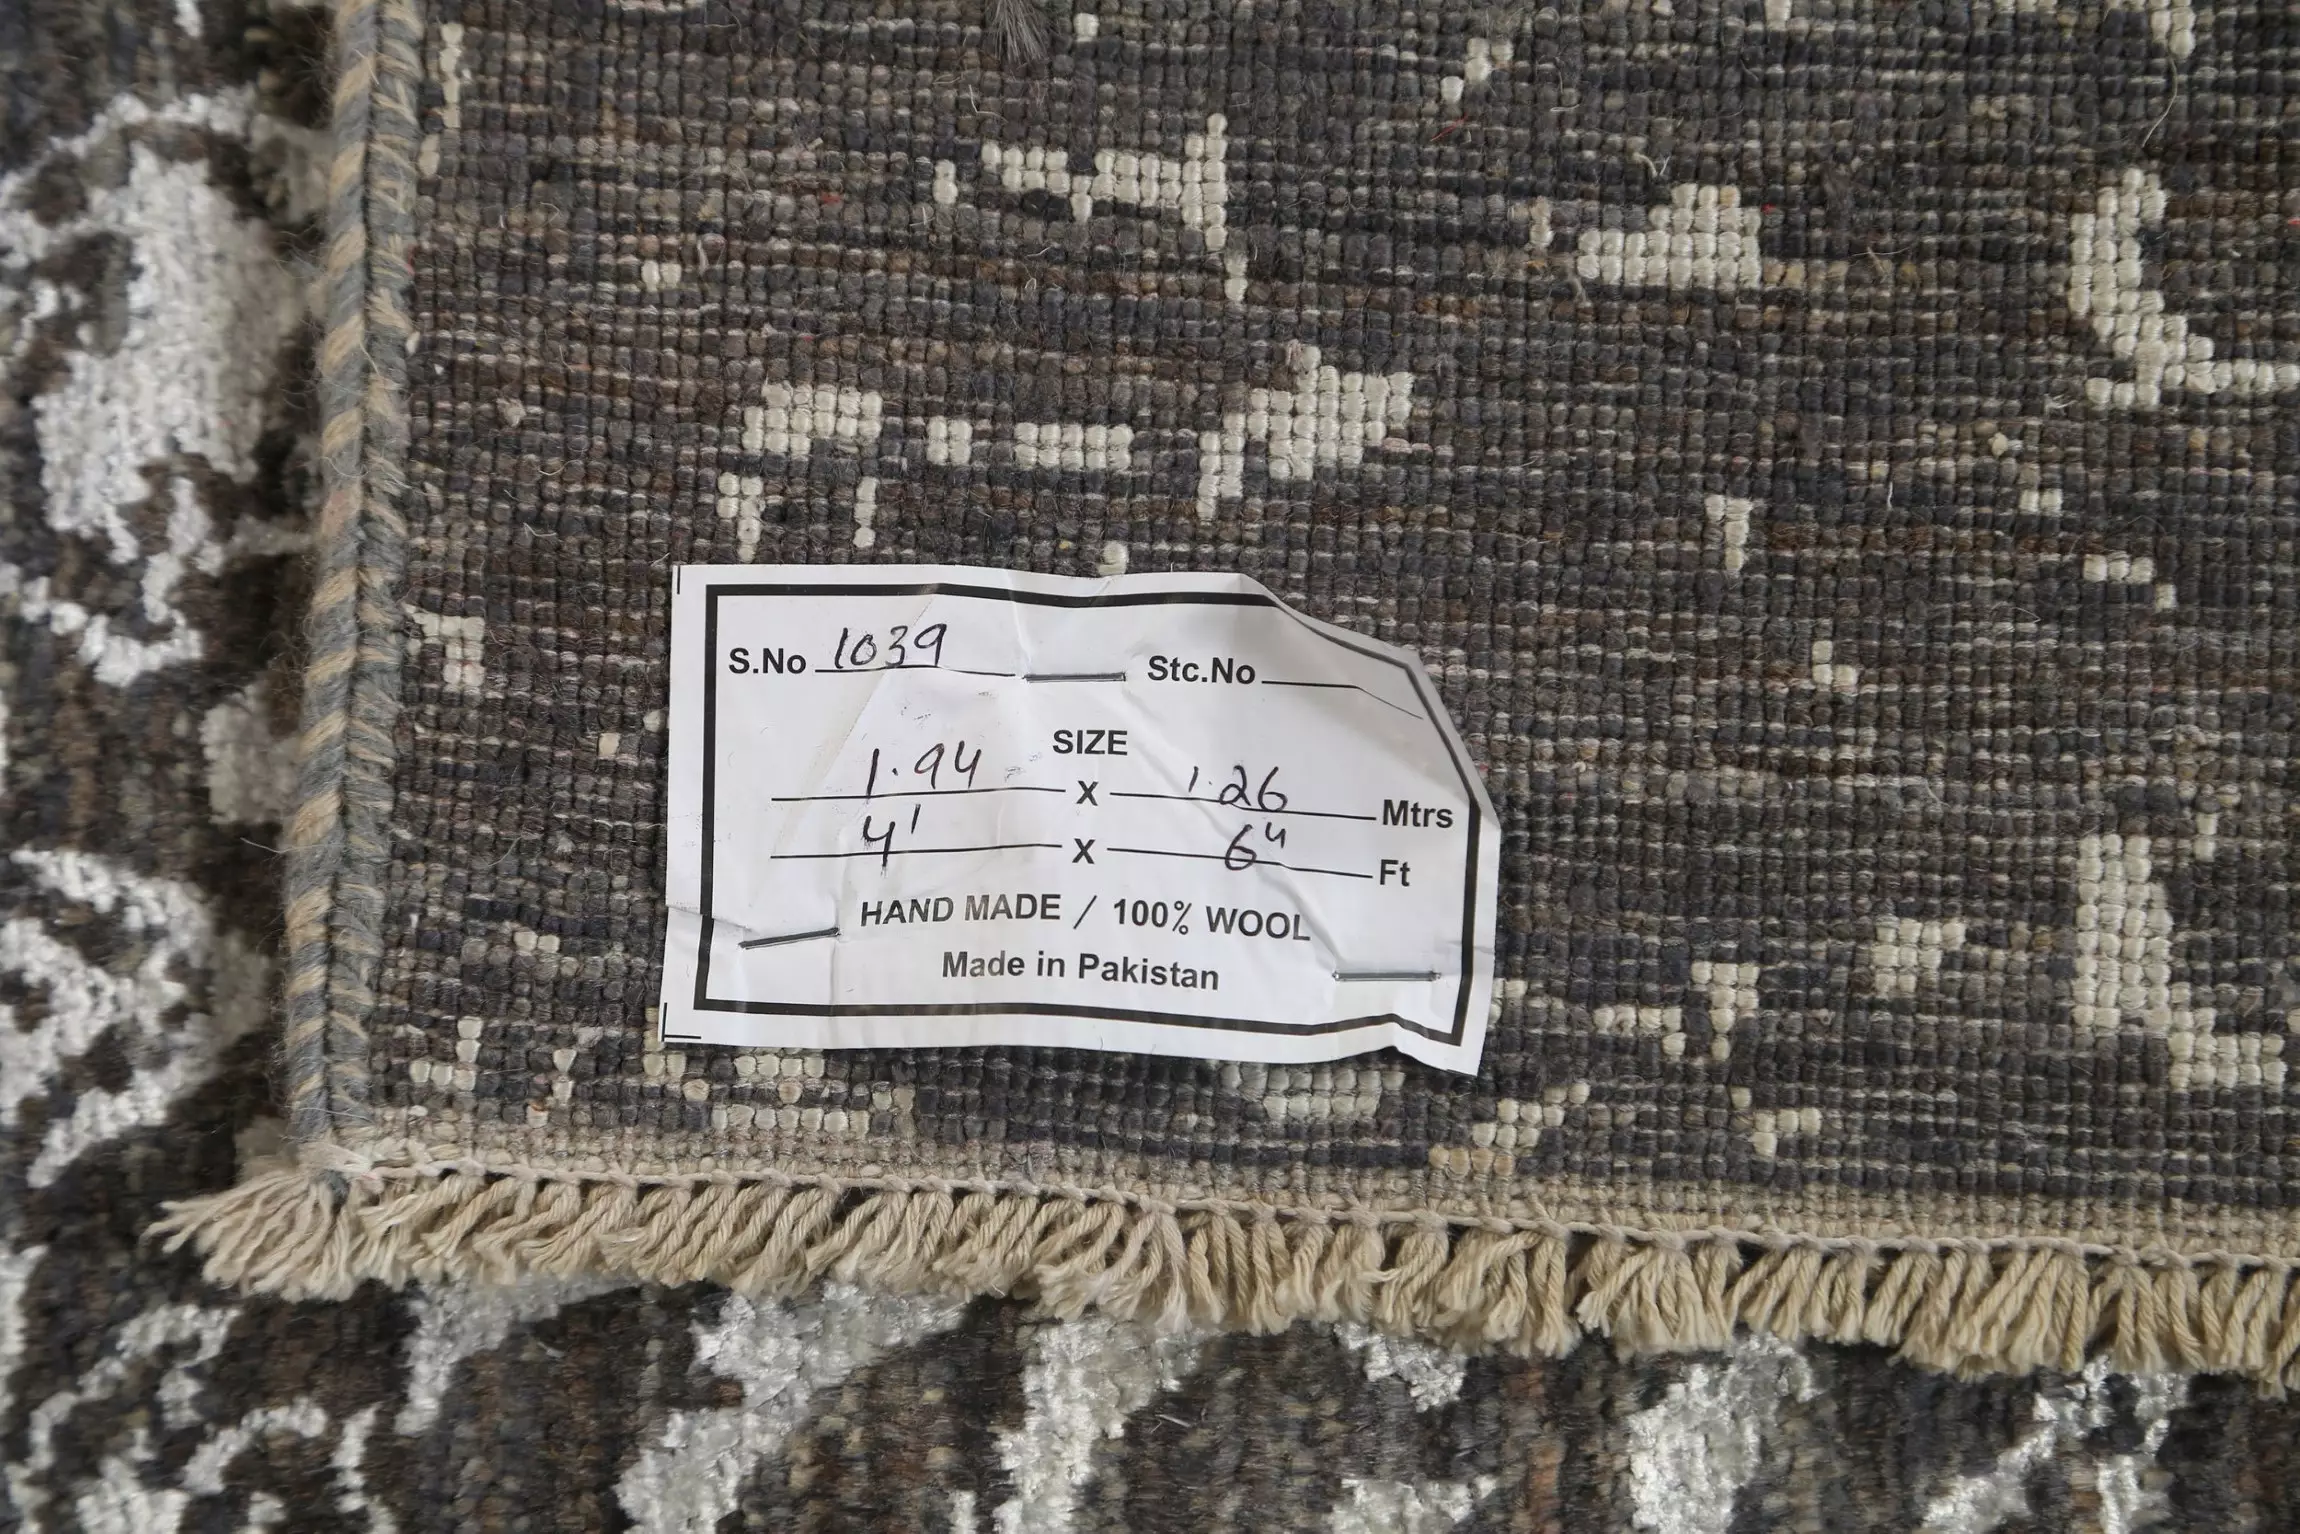 S.No 1039 Stc.No
SIZE
1.94 X 1.26 Mtrs
4' X 6" Ft
HAND MADE / 100% WOOL
Made in Pakistan